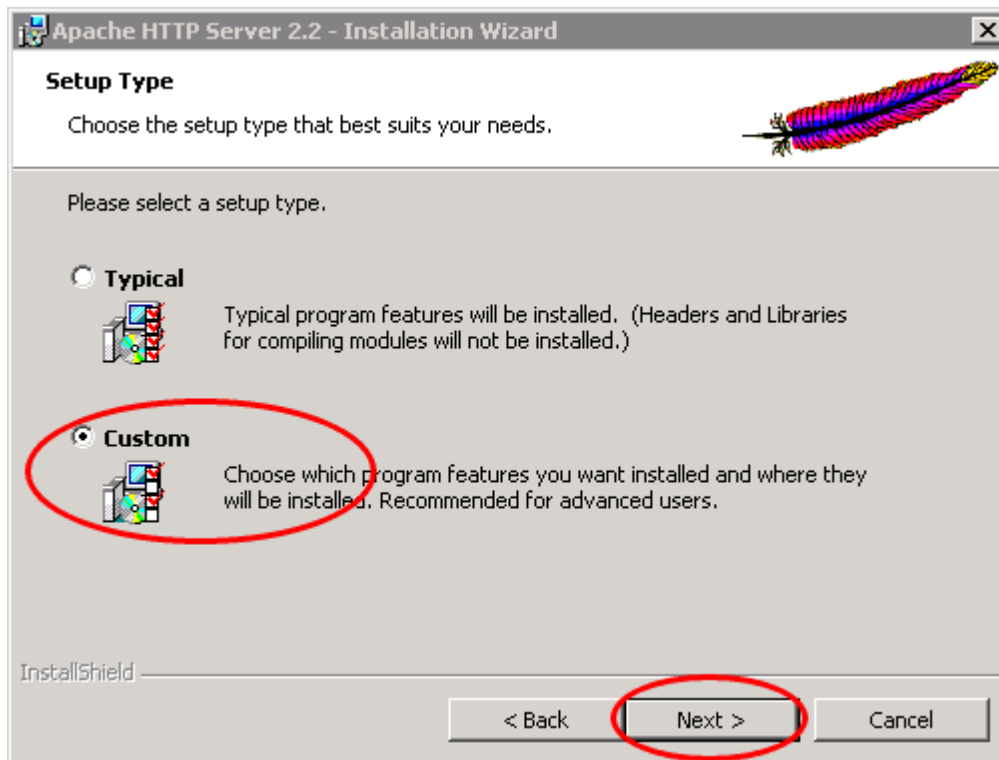 Apache HTTP Server 2.2 - Installation Wizard
Setup Type
Choose the setup type that best suits your needs.
Please select a setup type.
Typical
Typical program features will be installed. (Headers and Libraries
for compiling modules will not be installed.)
Custom
Choose which program features you want installed and where they
will be installed. Recommended for advanced users.
InstallShield
< Back Next > Cancel